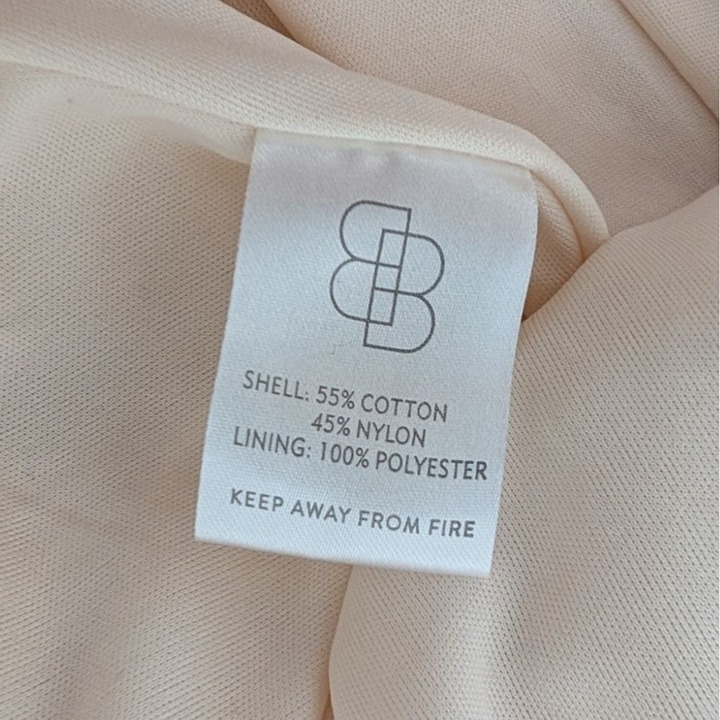 SHELL: 55% COTTON
45% NYLON
LINING: 100% POLYESTER
KEEP AWAY FROM FIRE